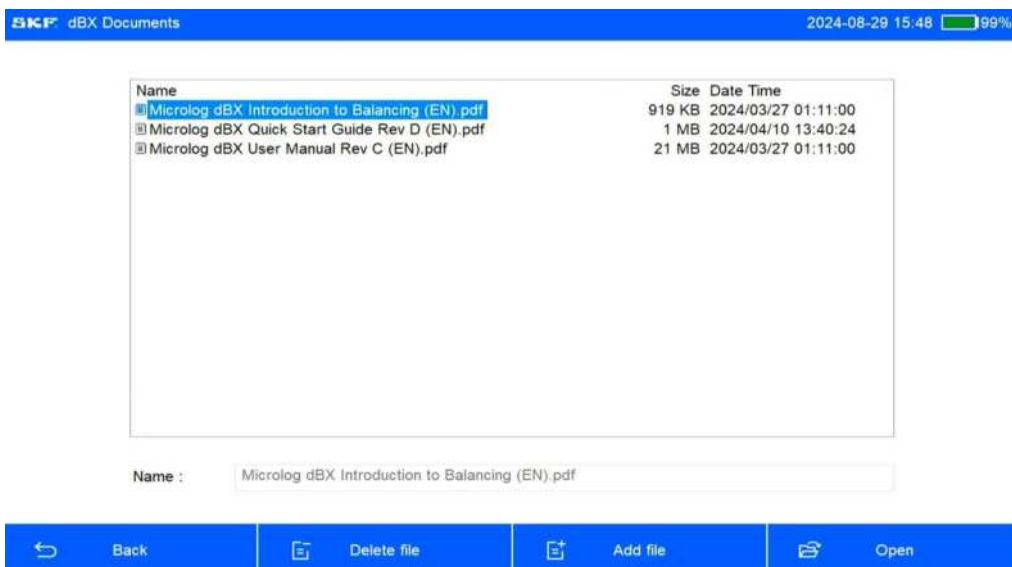 SKF dBX Documents 2024-08-29 15:48 99%
Name Size Date Time
Microlog dBX Introduction to Balancing (EN).pdf 919 KB 2024/03/27 01:11:00
Microlog dBX Quick Start Guide Rev D (EN).pdf 1 MB 2024/04/10 13:40:24
Microlog dBX User Manual Rev C (EN).pdf 21 MB 2024/03/27 01:11:00
Name : Microlog dBX Introduction to Balancing (EN).pdf
Back Delete file Add file Open